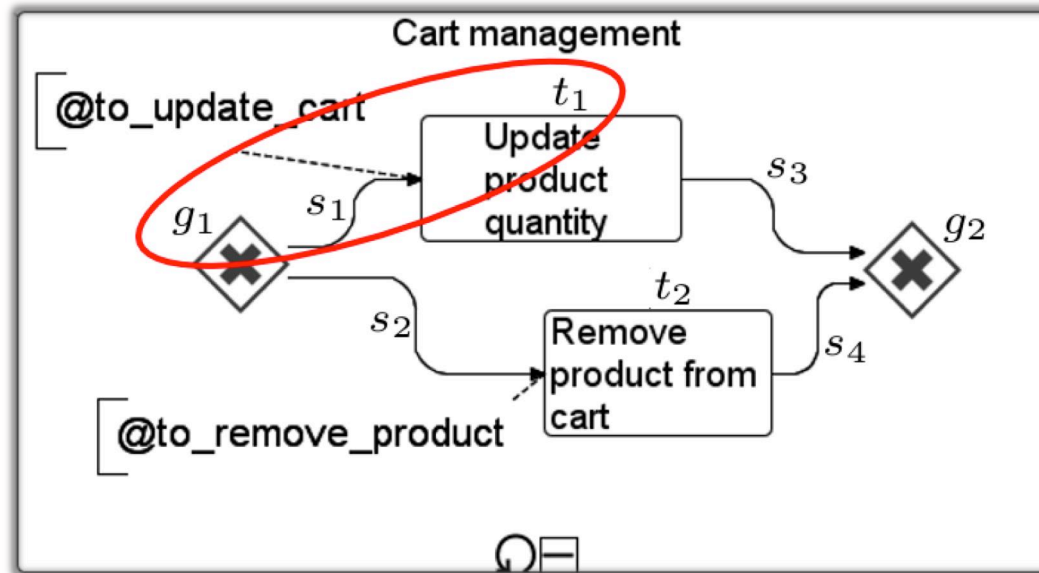 Cart management
@to_update_cart
t₁
Update
product
quantity
s₁
s₃
g₁
g₂
t₂
s₂
Remove
product from
cart
s₄
@to_remove_product